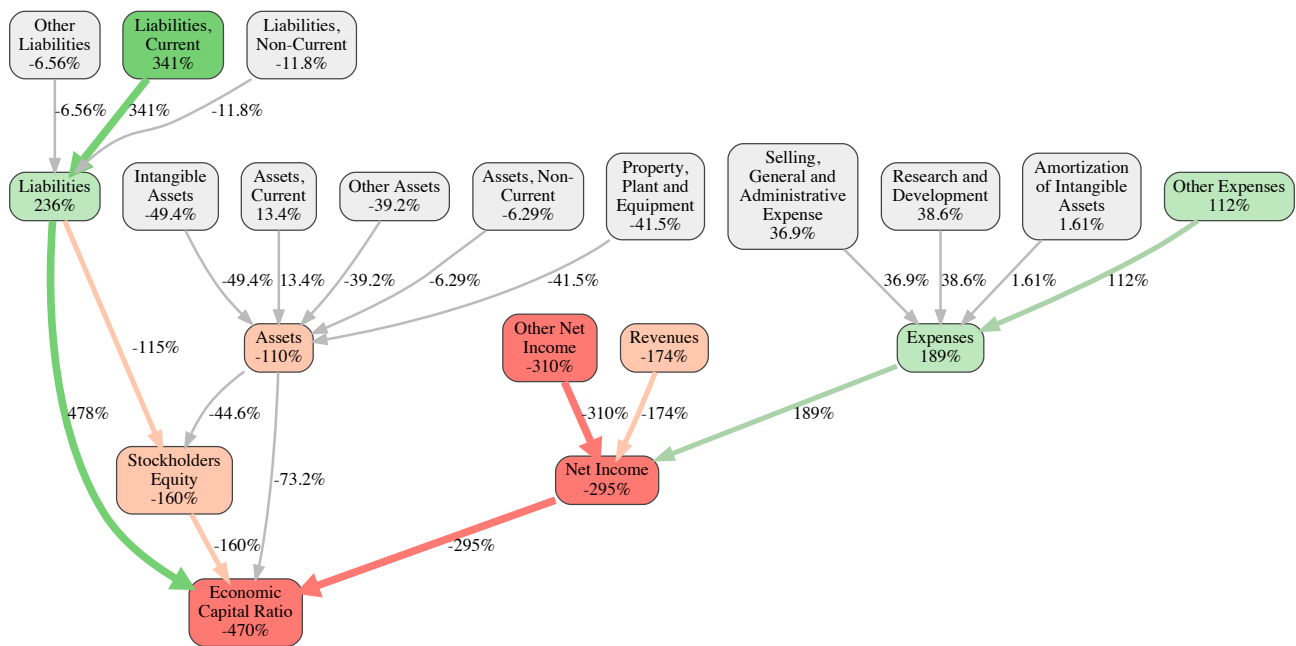 Other
Liabilities
-6.56%
Liabilities,
Current
341%
Liabilities,
Non-Current
-11.8%
-6.56%
341%
-11.8%
Liabilities
236%
Intangible
Assets
-49.4%
Assets,
Current
13.4%
Other Assets
-39.2%
Assets, Non-
Current
-6.29%
Property,
Plant and
Equipment
-41.5%
Selling,
General and
Administrative
Expense
36.9%
Research and
Development
38.6%
Amortization
of Intangible
Assets
1.61%
Other Expenses
112%
-49.4%
13.4%
-39.2%
-6.29%
-41.5%
36.9%
38.6%
1.61%
112%
-115%
Assets
-110%
Other Net
Income
-310%
Revenues
-174%
Expenses
189%
478%
-44.6%
-310%
-174%
189%
Stockholders
Equity
-160%
-73.2%
Net Income
-295%
-160%
-295%
Economic
Capital Ratio
-470%